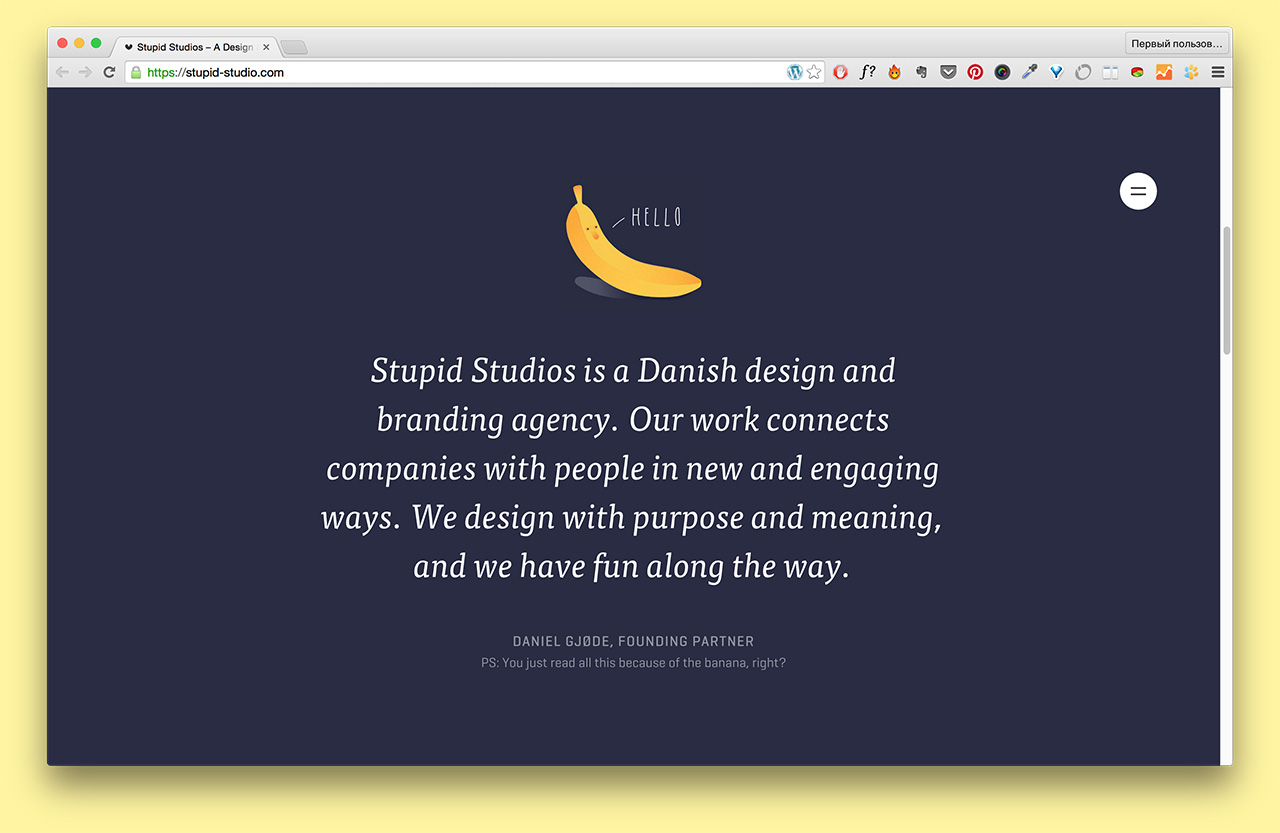 Stupid Studios – A Design
Первый пользов...
https://stupid-studio.com
f?
HELLO
Stupid Studios is a Danish design and
branding agency. Our work connects
companies with people in new and engaging
ways. We design with purpose and meaning,
and we have fun along the way.
DANIEL GJØDE, FOUNDING PARTNER
PS: You just read all this because of the banana, right?